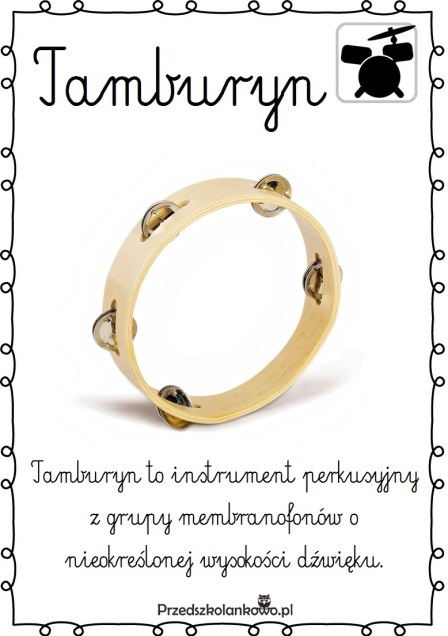 Tamburyn
Tamburyn to instrument perkusyjny
z grupy membranofonów o
nieokreślonej wysokości dźwięku.
Przedszkolankowo.pl